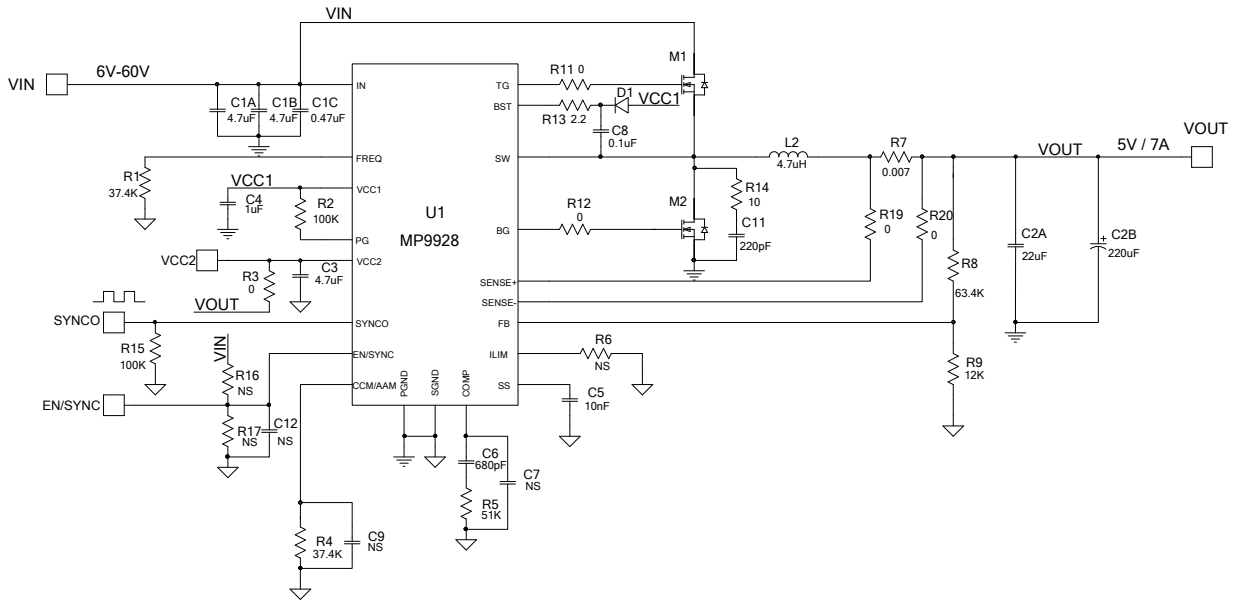 VIN
M1
VIN
6V-60V
IN
TG
R11 0
C1A
4.7uF
C1B
4.7uF
C1C
0.47uF
BST
R13 2.2
D1
VCC1
C8
0.1uF
FREQ
SW
L2
4.7uH
R7
0.007
VOUT
5V / 7A
VOUT
R1
37.4K
VCC1
C4
1uF
R2
100K
VCC1
PG
U1
MP9928
R14
10
C11
220pF
M2
R12
0
BG
R19
0
R20
0
VCC2
VCC2
R3
0
C3
4.7uF
VOUT
SENSE+
SENSE-
R8
63.4K
C2A
22uF
C2B
220uF
+
SYNCO
SYNCO
FB
R15
100K
VIN
R16
NS
EN/SYNC
ILIM
R6
NS
R9
12K
CCM/AAM
SS
C5
10nF
EN/SYNC
R17
NS
C12
NS
PGND
SGND
COMP
C6
680pF
C7
NS
R5
51K
R4
37.4K
C9
NS